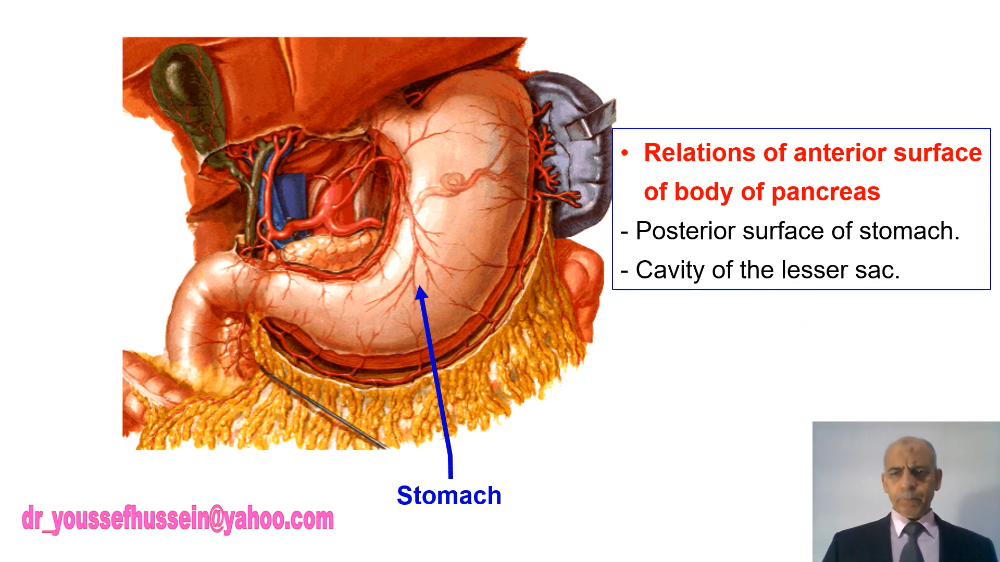 • Relations of anterior surface
of body of pancreas
- Posterior surface of stomach.
- Cavity of the lesser sac.
Stomach
dr_youssefhussein@yahoo.com